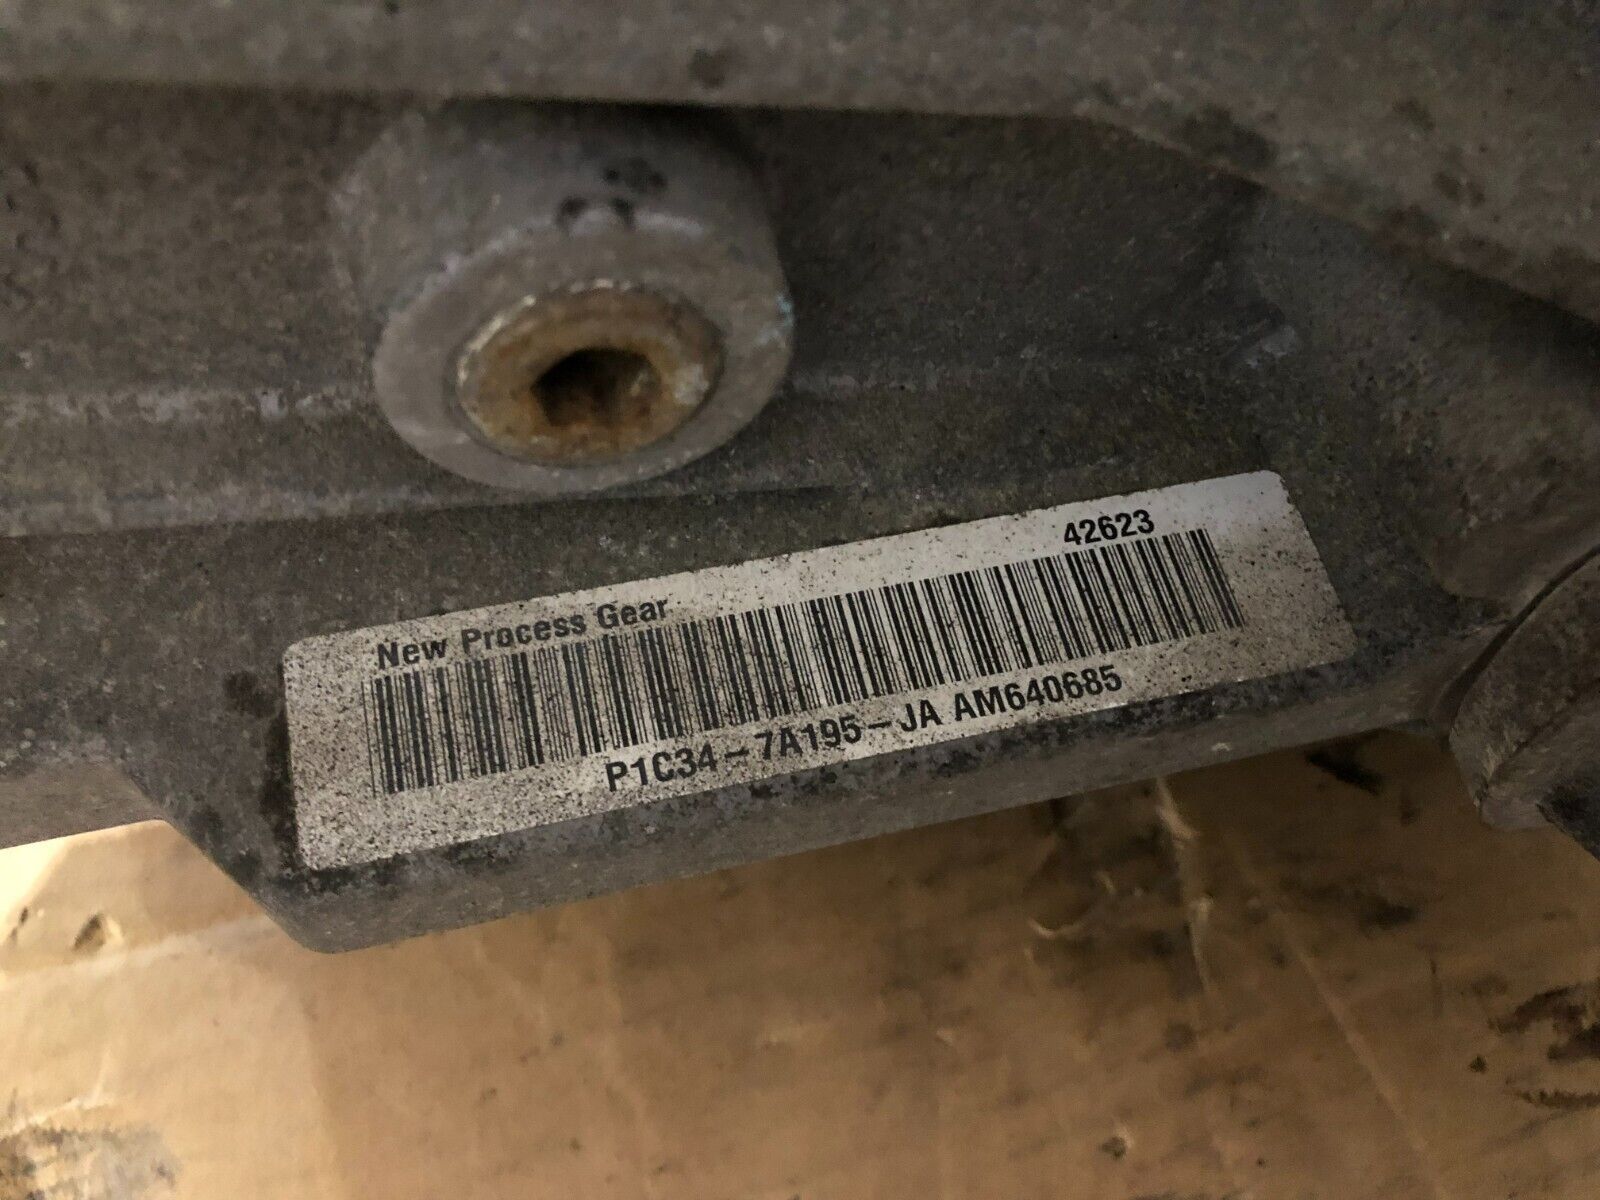 42623
New Process Gear
P1C34-7A195-JA AM640685